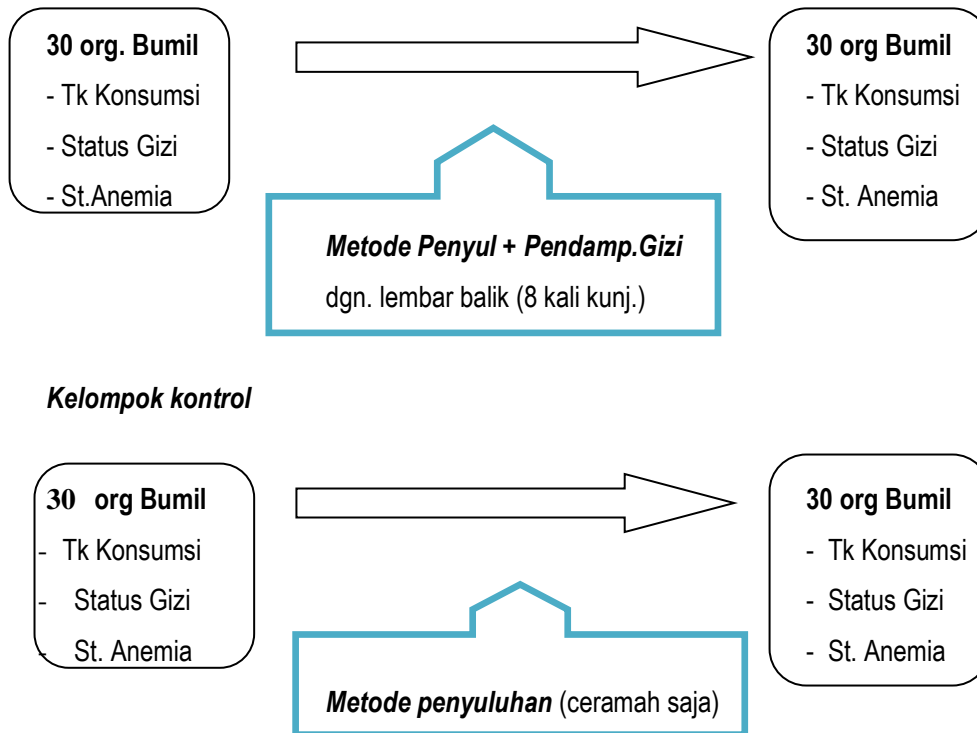 30 org. Bumil
- Tk Konsumsi
- Status Gizi
- St.Anemia
30 org Bumil
- Tk Konsumsi
- Status Gizi
- St. Anemia
Metode Penyul + Pendamp.Gizi
dgn. lembar balik (8 kali kunj.)
Kelompok kontrol
30 org Bumil
- Tk Konsumsi
- Status Gizi
- St. Anemia
30 org Bumil
- Tk Konsumsi
- Status Gizi
- St. Anemia
Metode penyuluhan (ceramah saja)